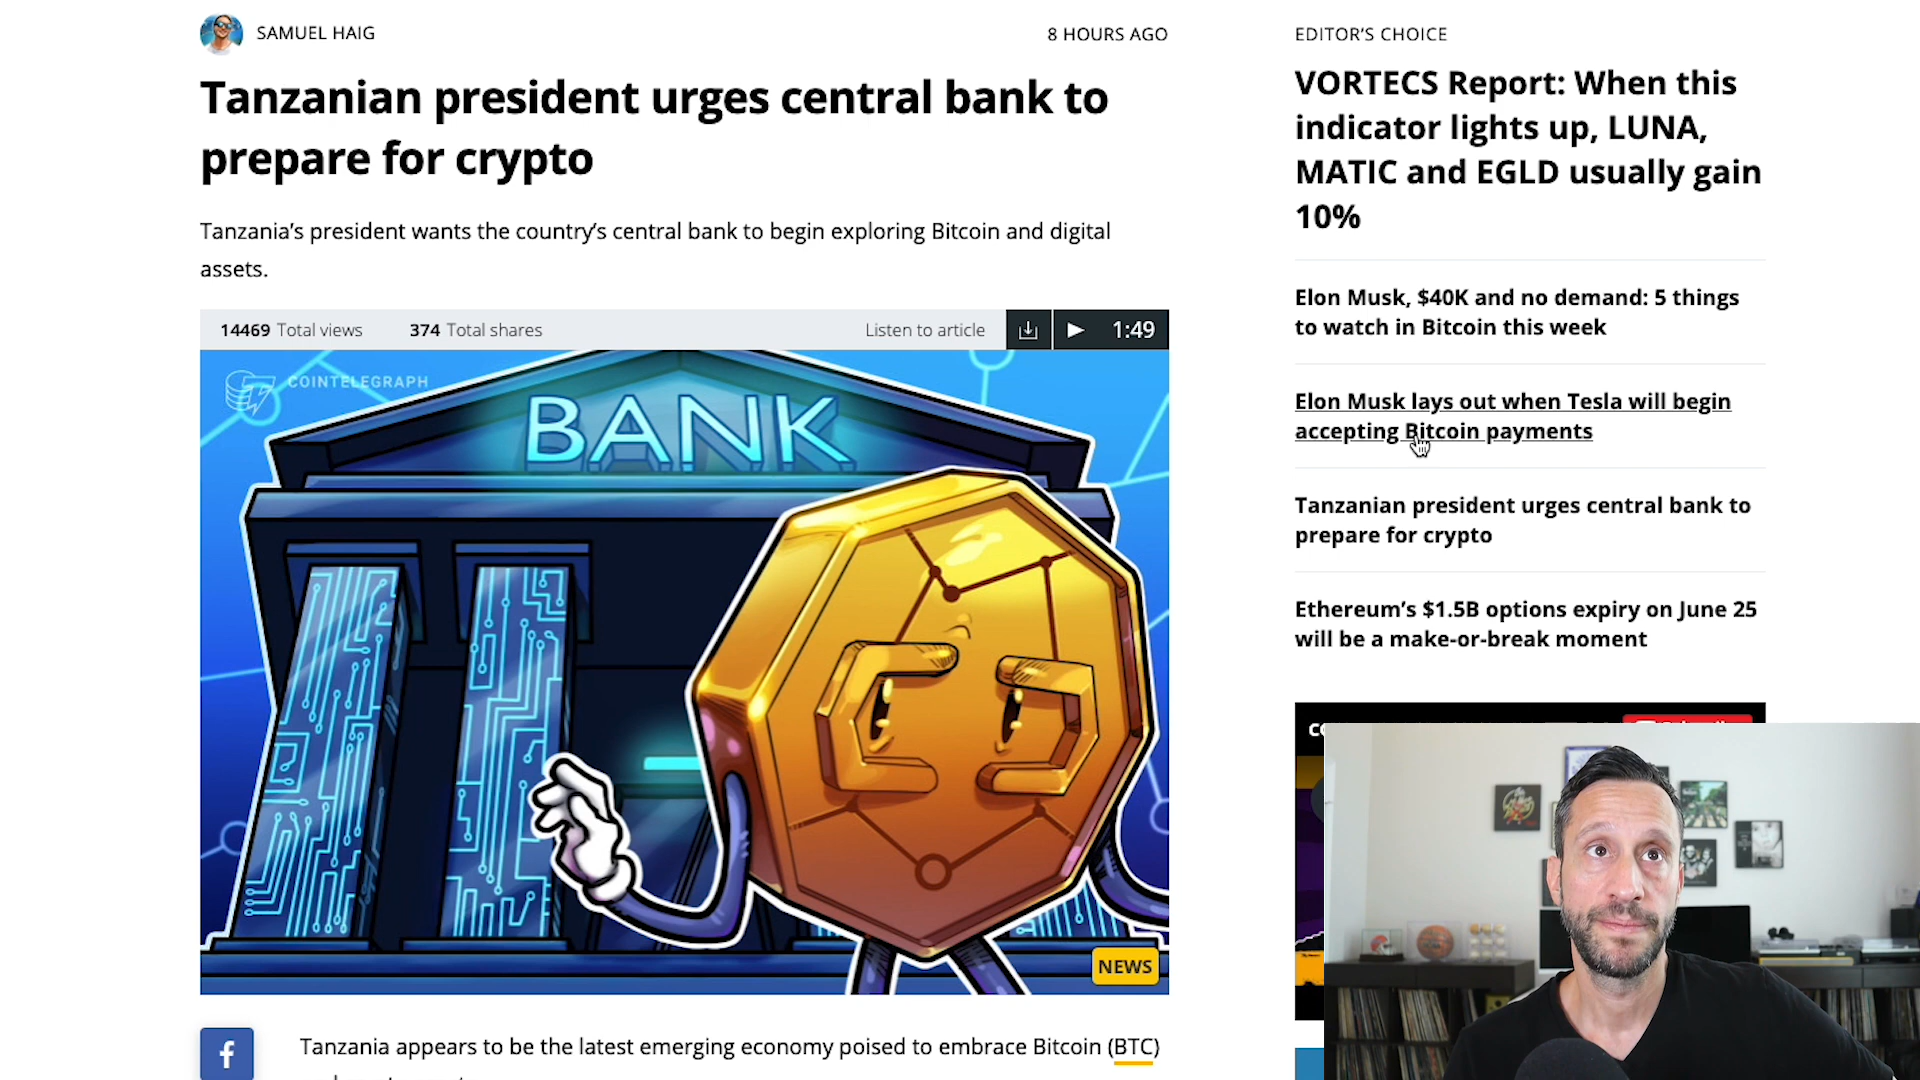 SAMUEL HAIG
8 HOURS AGO
Tanzanian president urges central bank to
prepare for crypto
Tanzania's president wants the country's central bank to begin exploring Bitcoin and digital
assets.
14469 Total views 374 Total shares Listen to article 1:49
COINTELEGRAPH
BANK
NEWS
f
Tanzania appears to be the latest emerging economy poised to embrace Bitcoin (BTC)
EDITOR'S CHOICE
VORTECS Report: When this
indicator lights up, LUNA,
MATIC and EGLD usually gain
10%
Elon Musk, $40K and no demand: 5 things
to watch in Bitcoin this week
Elon Musk lays out when Tesla will begin
accepting Bitcoin payments
Tanzanian president urges central bank to
prepare for crypto
Ethereum's $1.5B options expiry on June 25
will be a make-or-break moment